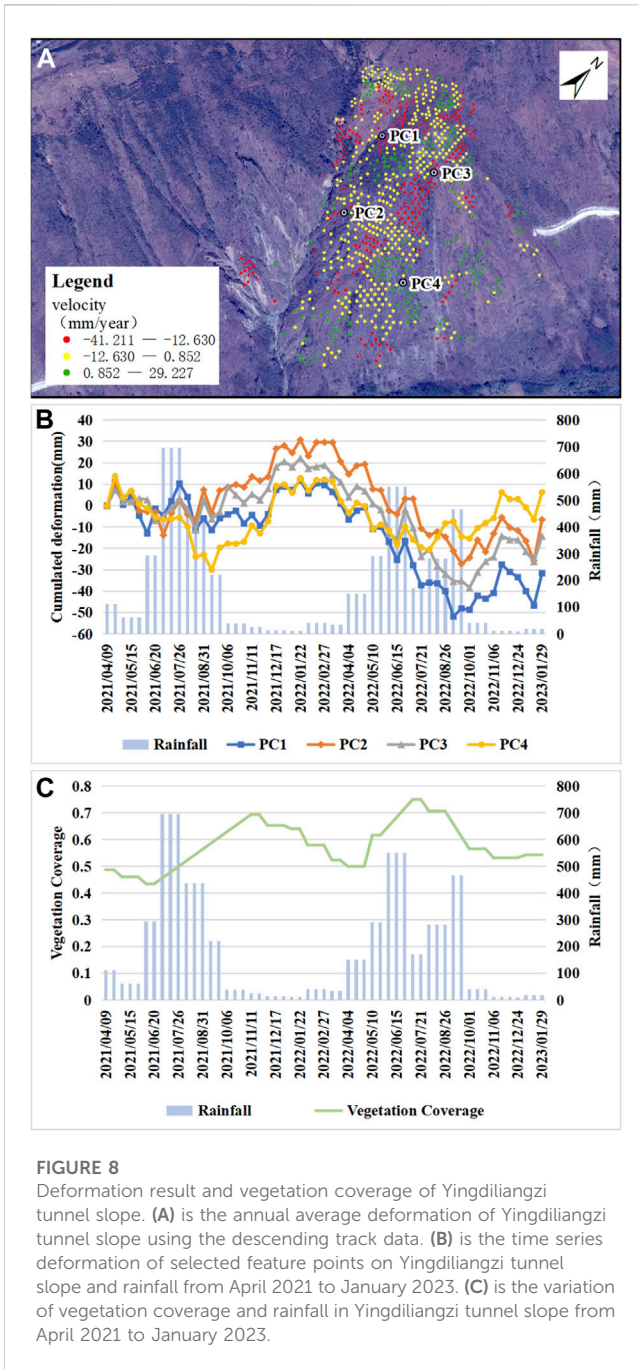 A
N
PC1
PC3
PC2
PC4
Legend
velocity
（mm/year）
-41.211 — -12.630
-12.630 — 0.852
0.852 — 29.227
B
Cumulated deformation(mm)
40
30
20
10
0
-10
-20
-30
-40
-50
-60
800
700
600
500
400
300
200
100
0
Rainfall（mm）
2021/04/09
2021/05/15
2021/06/20
2021/07/26
2021/08/31
2021/10/06
2021/11/11
2021/12/17
2022/01/22
2022/02/27
2022/04/04
2022/05/10
2022/06/15
2022/07/21
2022/08/26
2022/10/01
2022/11/06
2022/12/24
2023/01/29
Rainfall PC1 PC2 PC3 PC4
C
Vegetation Coverage
0.8
0.7
0.6
0.5
0.4
0.3
0.2
0.1
0
800
700
600
500
400
300
200
100
0
Rainfall（mm）
2021/04/09
2021/05/15
2021/06/20
2021/07/26
2021/08/31
2021/10/06
2021/11/11
2021/12/17
2022/01/22
2022/02/27
2022/04/04
2022/05/10
2022/06/15
2022/07/21
2022/08/26
2022/10/01
2022/11/06
2022/12/24
2023/01/29
Rainfall Vegetation Coverage
FIGURE 8
Deformation result and vegetation coverage of Yingdiliangzi
tunnel slope. (A) is the annual average deformation of Yingdiliangzi
tunnel slope using the descending track data. (B) is the time series
deformation of selected feature points on Yingdiliangzi tunnel
slope and rainfall from April 2021 to January 2023. (C) is the variation
of vegetation coverage and rainfall in Yingdiliangzi tunnel slope from
April 2021 to January 2023.